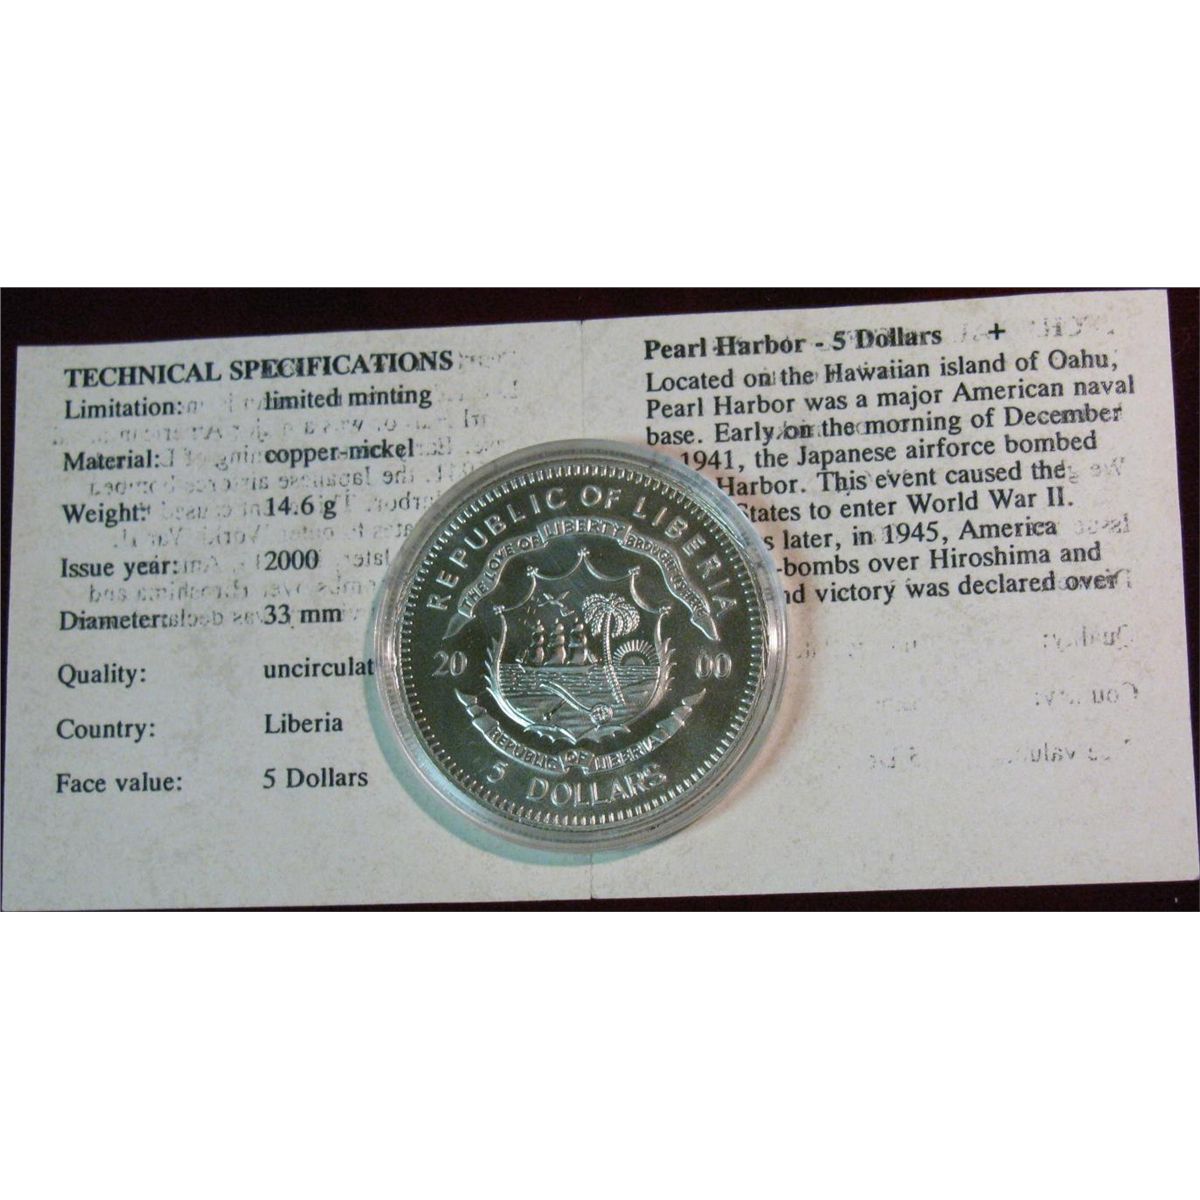 TECHNICAL SPECIFICATIONS
Limitation: limited minting
Material: copper-nickel
Weight: 14.6 g
Issue year: 2000
Diameter: 33 mm
Quality: uncirculat
Country: Liberia
Face value: 5 Dollars
Pearl Harbor - 5 Dollars +
Located on the Hawaiian island of Oahu,
Pearl Harbor was a major American naval
base. Early on the morning of December
1941, the Japanese airforce bombed
Harbor. This event caused the
States to enter World War II.
s later, in 1945, America
-bombs over Hiroshima and
nd victory was declared over
REPUBLIC OF LIBERIA
THE LOVE OF LIBERTY BROUGHT US HERE
20 00
REPUBLIC OF LIBERIA
5 DOLLARS